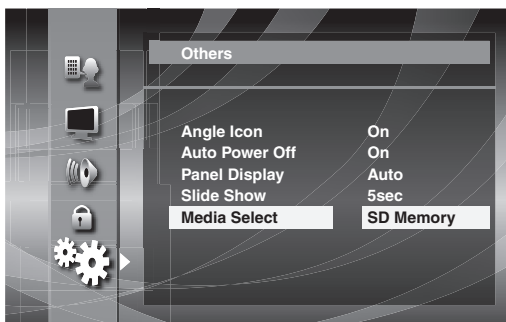 Others
Angle Icon On
Auto Power Off On
Panel Display Auto
Slide Show 5sec
Media Select SD Memory